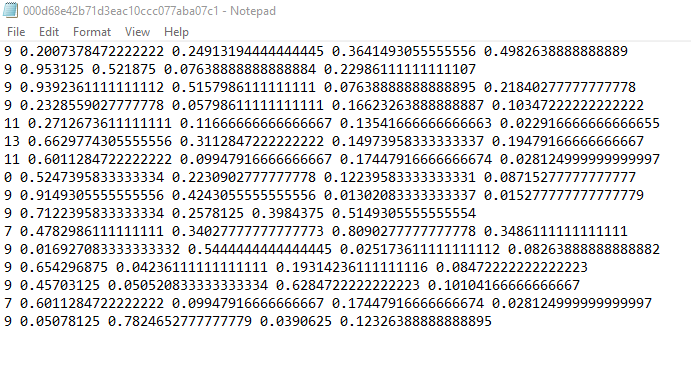 000d68e42b71d3eac10ccc077aba07c1 - Notepad
File Edit Format View Help
9 0.2007378472222222 0.24913194444444445 0.3641493055555556 0.4982638888888889
9 0.953125 0.521875 0.07638888888888884 0.22986111111111107
9 0.9392361111111112 0.5157986111111111 0.07638888888888895 0.21840277777777778
9 0.2328559027777778 0.05798611111111111 0.16623263888888887 0.10347222222222222
11 0.2712673611111111 0.11666666666666667 0.13541666666666663 0.022916666666666655
13 0.6629774305555556 0.3112847222222222 0.14973958333333337 0.19479166666666667
11 0.6011284722222222 0.09947916666666667 0.17447916666666674 0.028124999999999997
0 0.5247395833333334 0.2230902777777778 0.12239583333333331 0.08715277777777777
9 0.9149305555555556 0.4243055555555556 0.01302083333333337 0.015277777777777779
9 0.7122395833333334 0.2578125 0.3984375 0.5149305555555554
7 0.4782986111111111 0.34027777777777773 0.8090277777777778 0.3486111111111111
9 0.016927083333333332 0.5444444444444445 0.025173611111111112 0.08263888888888882
9 0.654296875 0.04236111111111111 0.19314236111111116 0.08472222222222223
9 0.45703125 0.050520833333333334 0.6284722222222223 0.10104166666666667
7 0.6011284722222222 0.09947916666666667 0.17447916666666674 0.028124999999999997
9 0.05078125 0.7824652777777779 0.0390625 0.12326388888888895